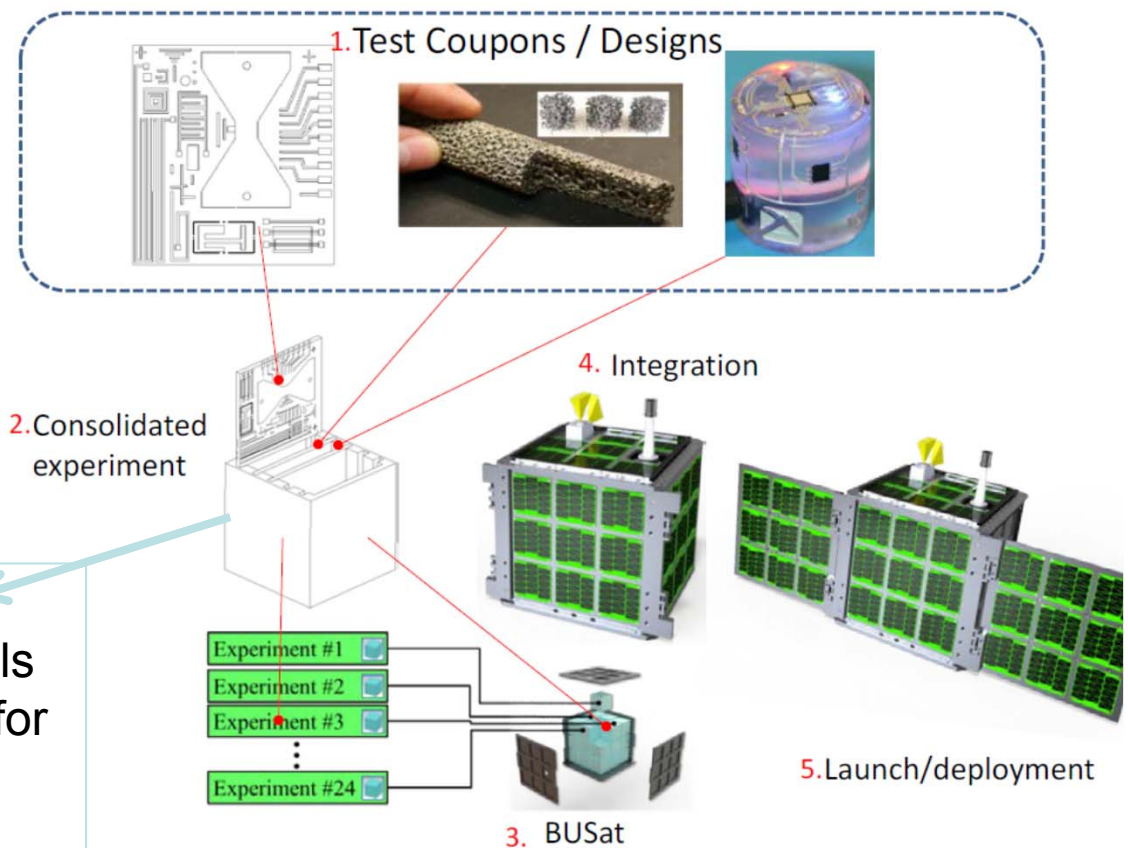 1.Test Coupons / Designs
2.Consolidated
experiment
4. Integration
ls
for
Experiment #1
Experiment #2
Experiment #3
Experiment #24
3. BUSat
5.Launch/deployment